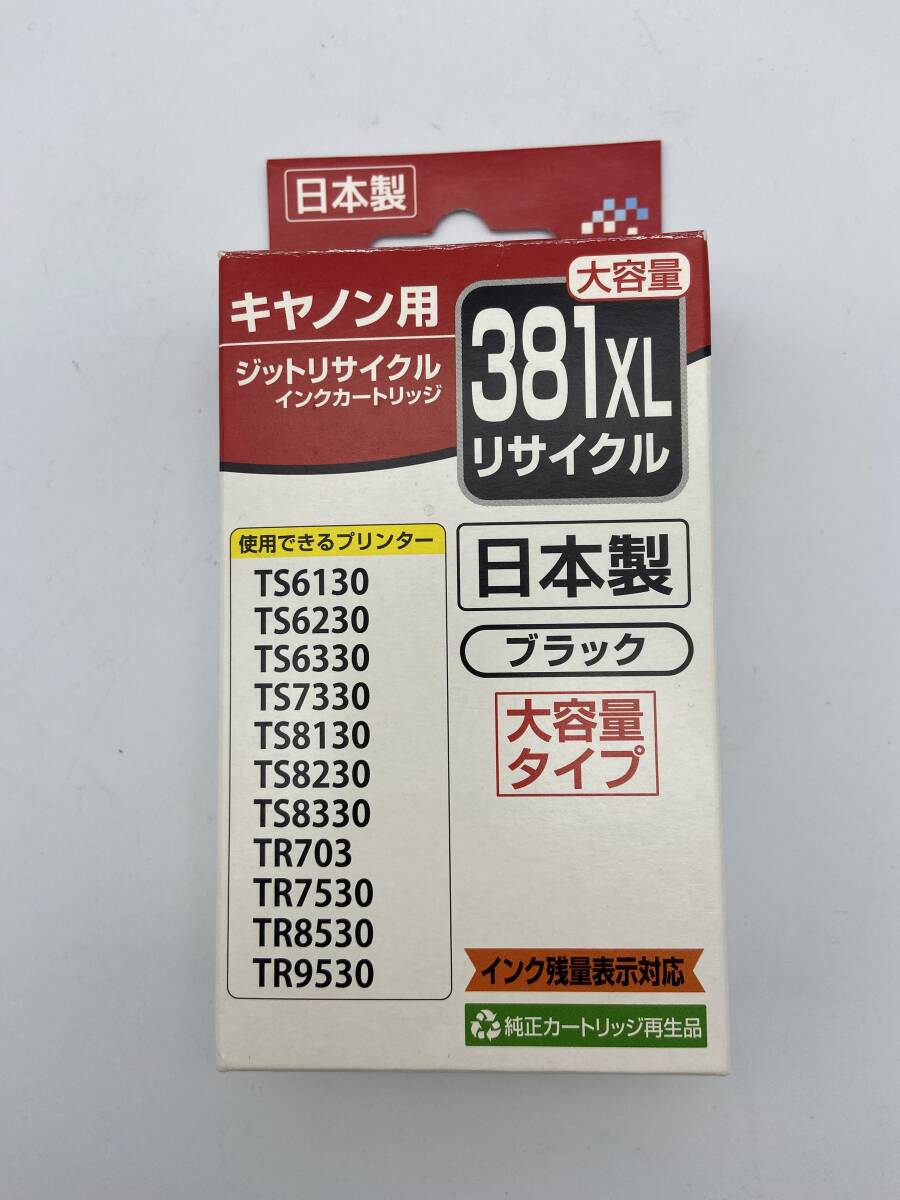 日本製
大容量
キヤノン用
ジットリサイクル
インクカートリッジ
381XL
リサイクル
使用できるプリンター
TS6130
TS6230
TS6330
TS7330
TS8130
TS8230
TS8330
TR703
TR7530
TR8530
TR9530
日本製
ブラック
大容量
タイプ
インク残量表示対応
純正カートリッジ再生品